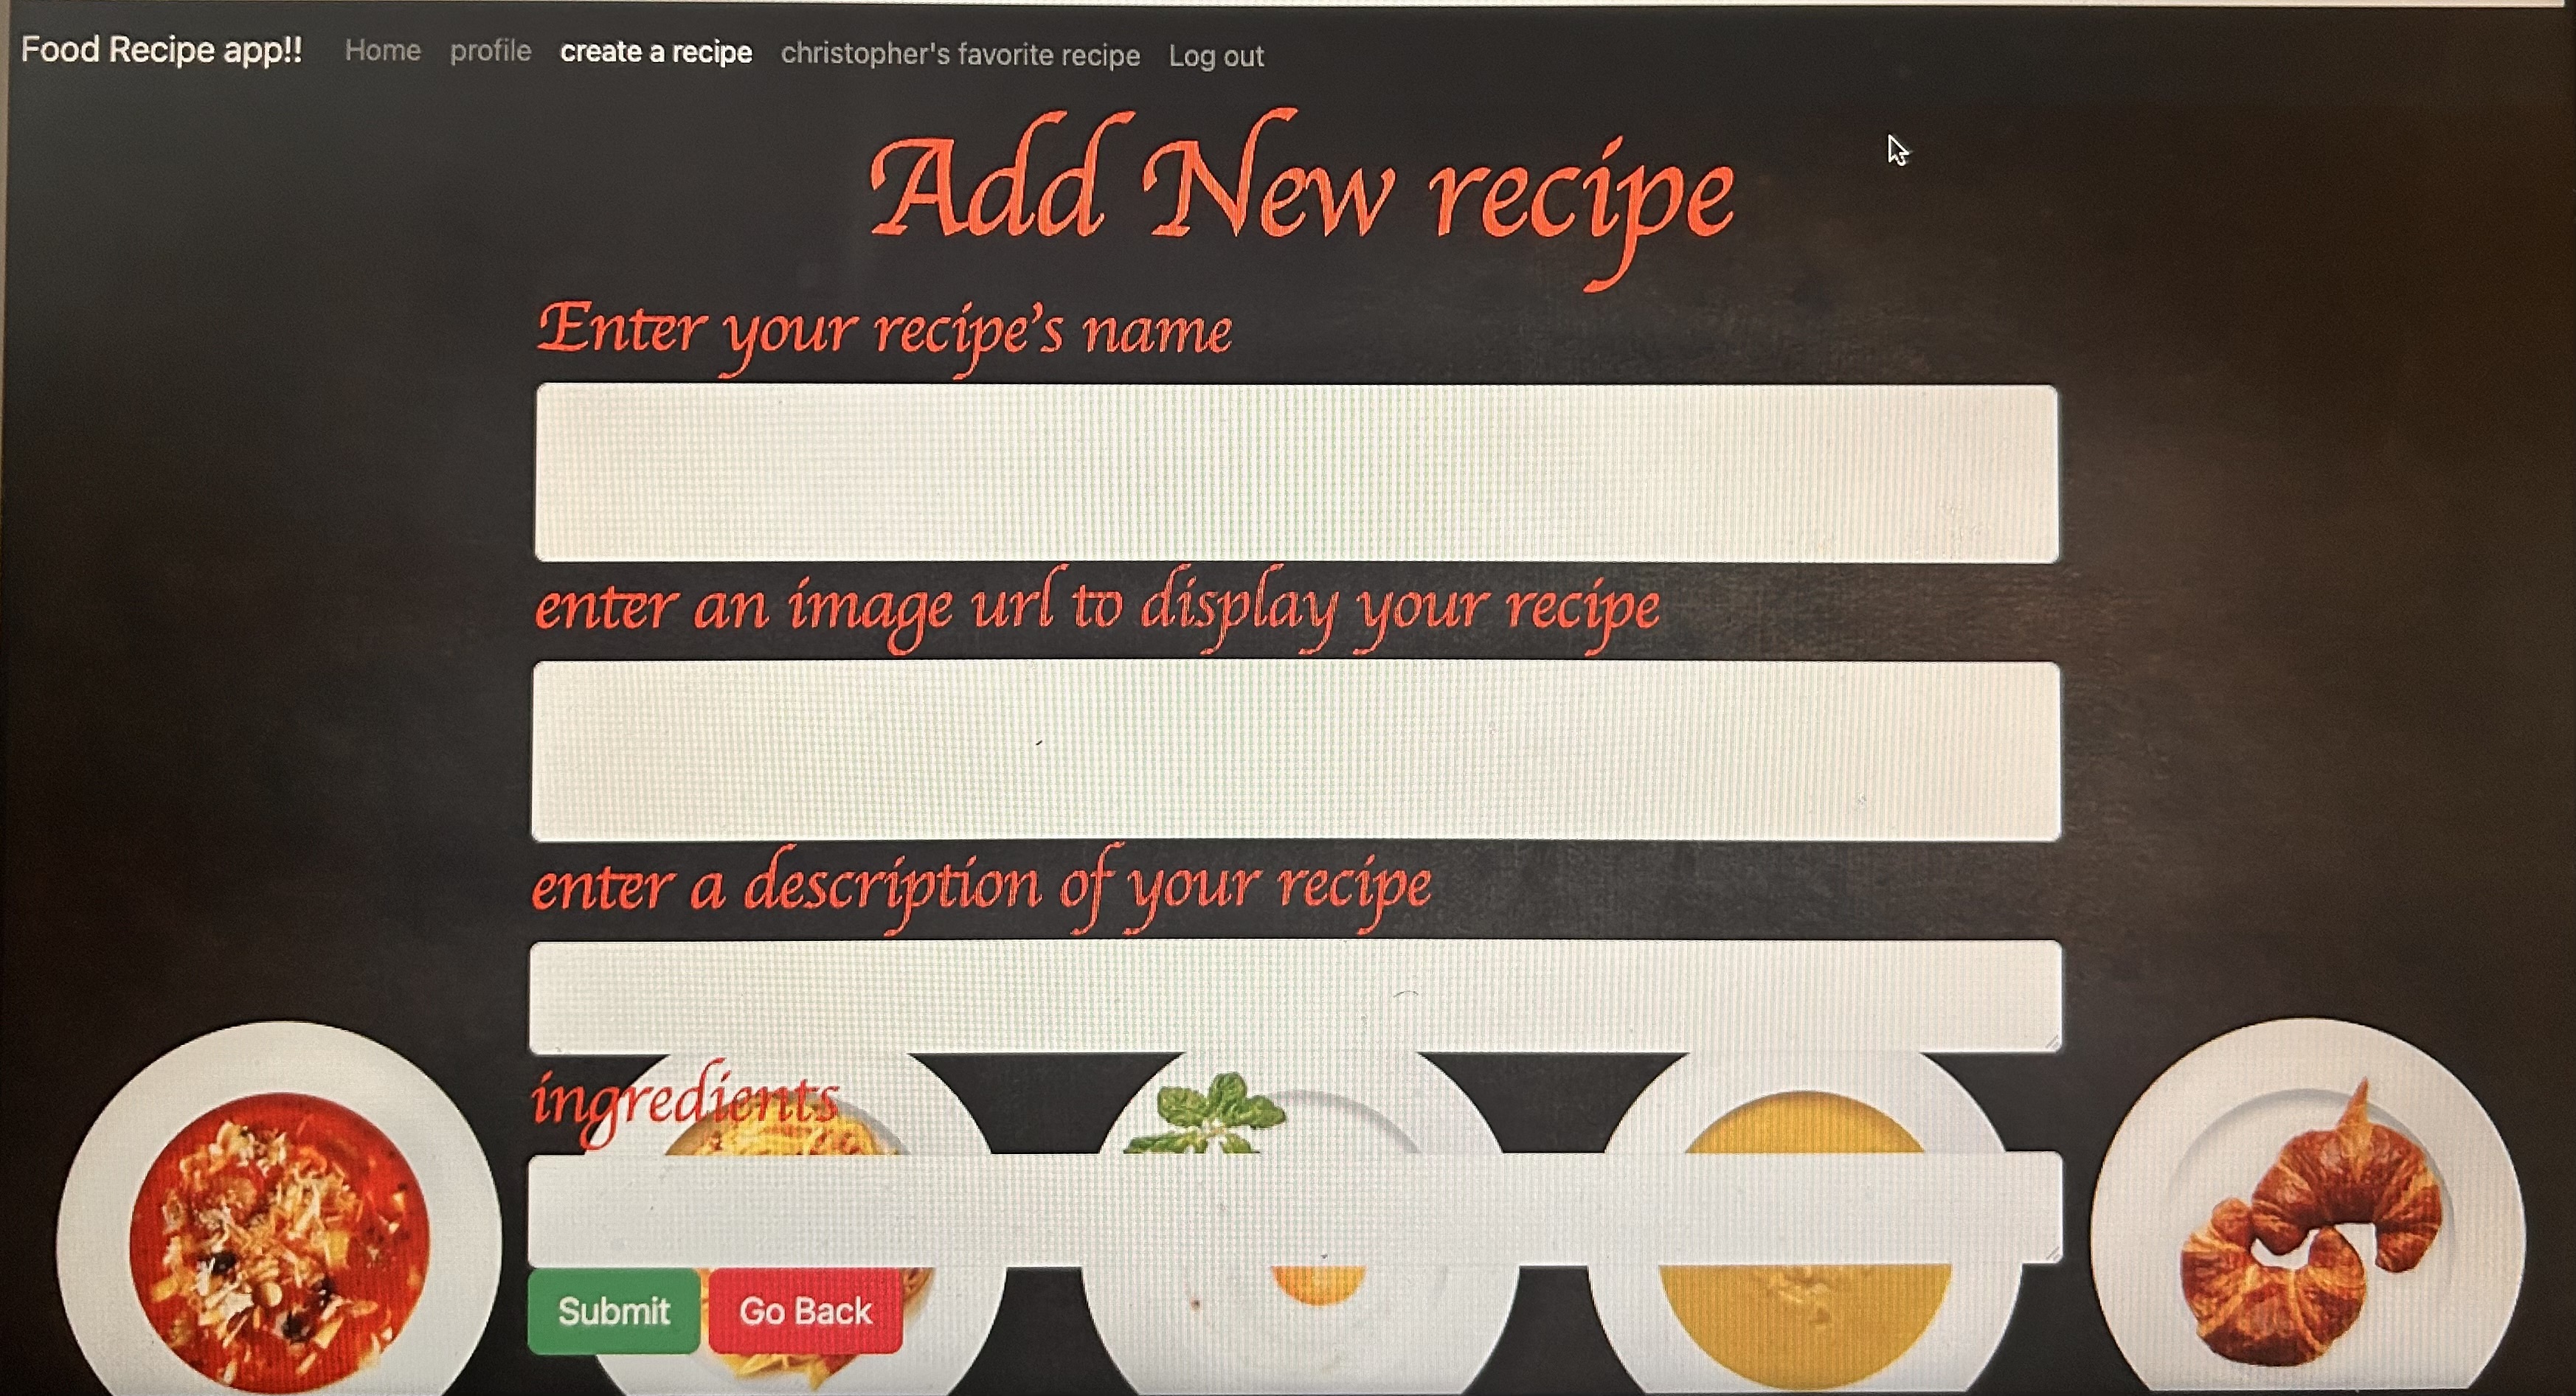 Food Recipe app!! Home profile create a recipe christopher's favorite recipe Log out
Add New recipe
Enter your recipe's name
enter an image url to display your recipe
enter a description of your recipe
ingredients
Submit Go Back